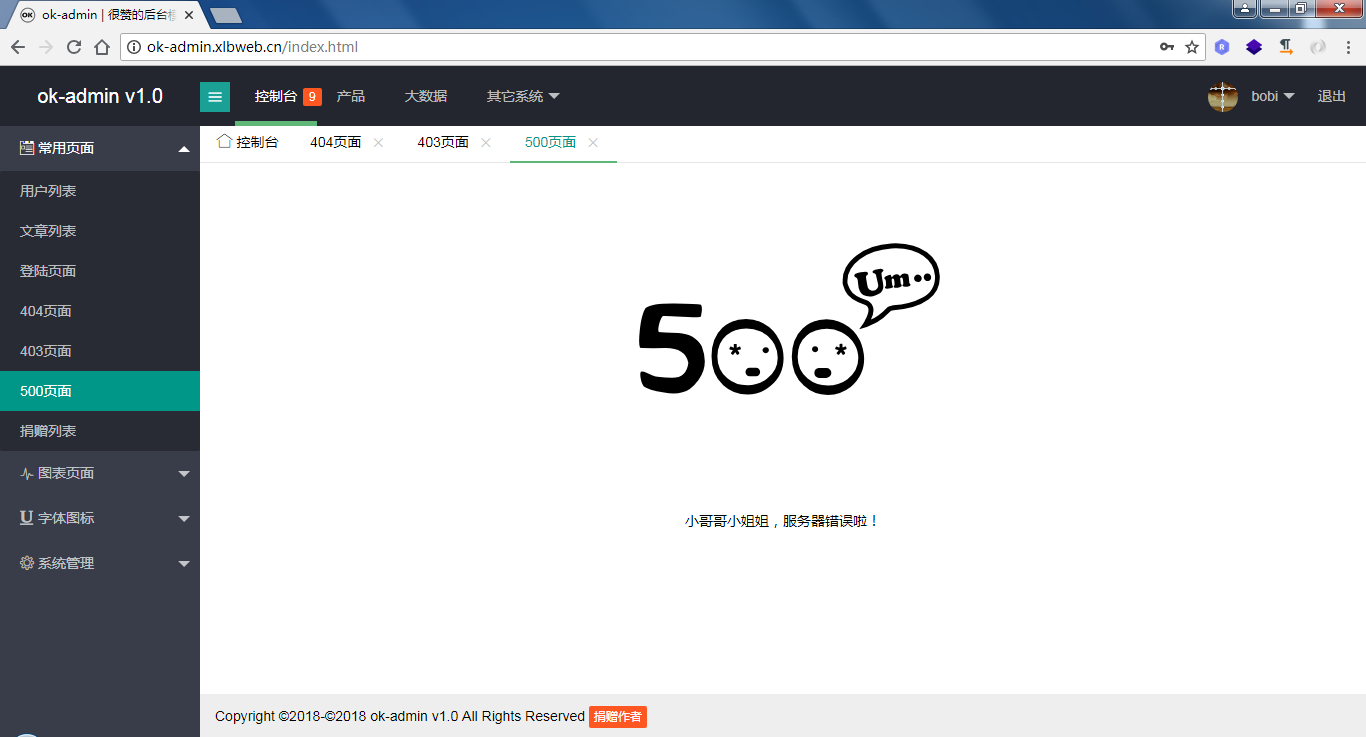 ok-admin | 很赞的后台
ok-admin.xlbweb.cn/index.html
ok-admin v1.0 控制台 9 产品 大数据 其它系统 bobi 退出
常用页面 控制台 404页面 403页面 500页面
用户列表
文章列表
登陆页面
404页面
403页面
500页面
捐赠列表
图表页面
字体图标
系统管理
Um··
500
小哥哥小姐姐，服务器错误啦！
Copyright ©2018-©2018 ok-admin v1.0 All Rights Reserved 捐赠作者